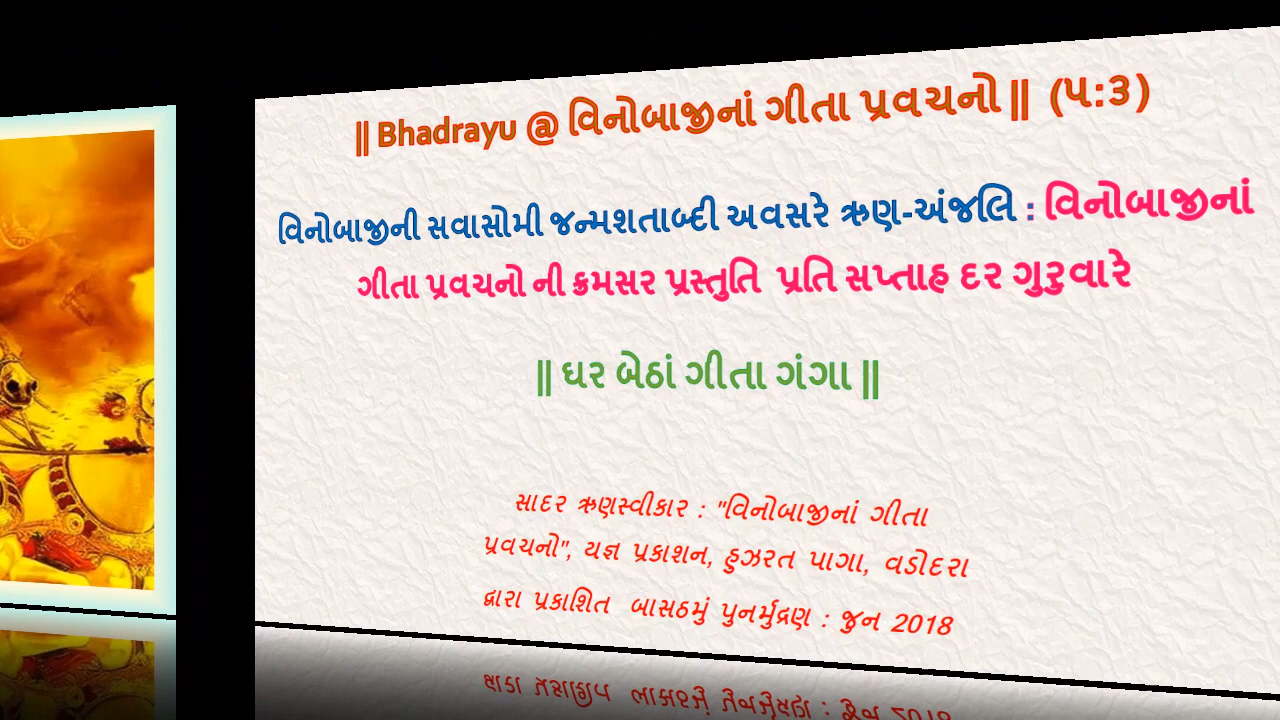 || Bhadrayu @ વિનોબાજીનાં ગીતા પ્રવચનો || (૫:૩)
વિનોબાજીની સવાસોમી જન્મશતાબ્દી અવસરે ઋણ-અંજલિ : વિનોબાજીનાં
ગીતા પ્રવચનો ની ક્રમસર પ્રસ્તુતિ પ્રતિ સપ્તાહ દર ગુરુવારે
|| ઘર બેઠાં ગીતા ગંગા ||
સાદર ઋણસ્વીકાર : "વિનોબાજીનાં ગીતા
પ્રવચનો", યજ્ઞ પ્રકાશન, હુઝરત પાગા, વડોદરા
દ્વારા પ્રકાશિત બાસઠમું પુનર્મુદ્રણ : જુન 2018